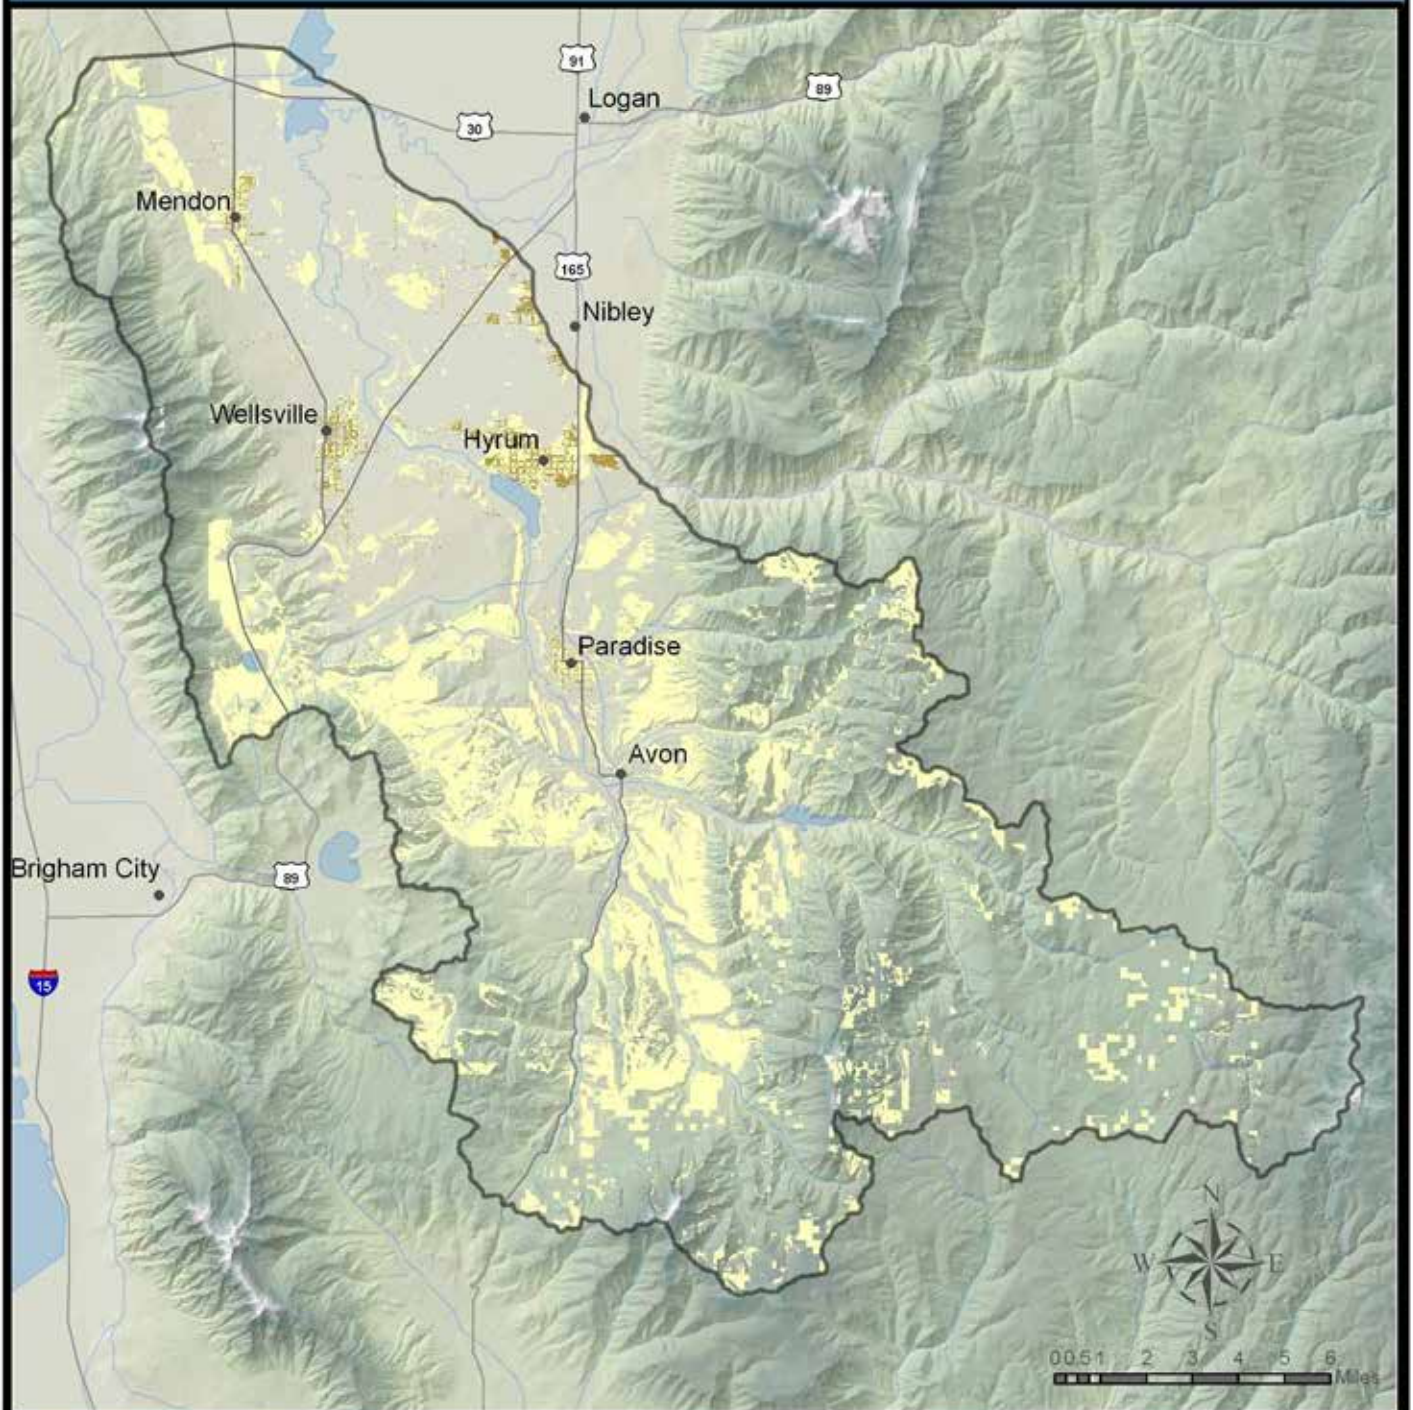 91
89
Logan
30
Mendon
165
Nibley
Wellsville
Hyrum
Paradise
Avon
Brigham City
89
15
N
W E
S
0 0.5 1 2 3 4 5 6
Miles